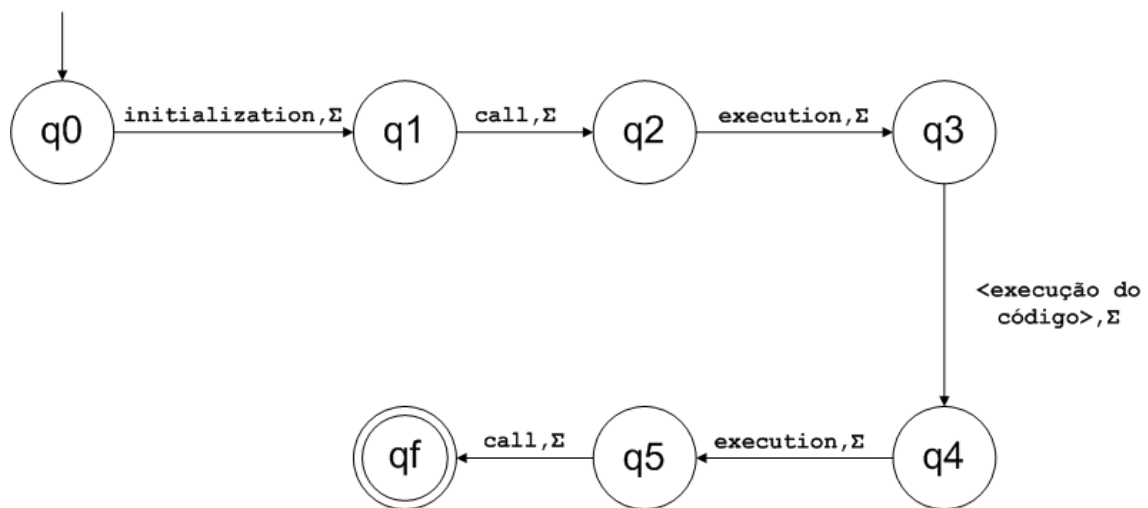 initialization,Σ
call,Σ
execution,Σ
q0
q1
q2
q3
<execução do
código>,Σ
call,Σ
execution,Σ
qf
q5
q4